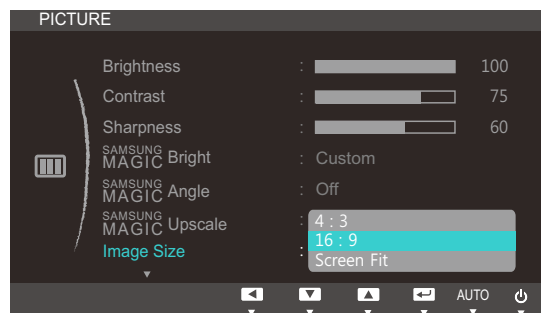 PICTURE
Brightness : 100
Contrast : 75
Sharpness : 60
SAMSUNG MAGIC Bright : Custom
SAMSUNG MAGIC Angle : Off
SAMSUNG MAGIC Upscale :
Image Size :
4 : 3
16 : 9
Screen Fit
AUTO